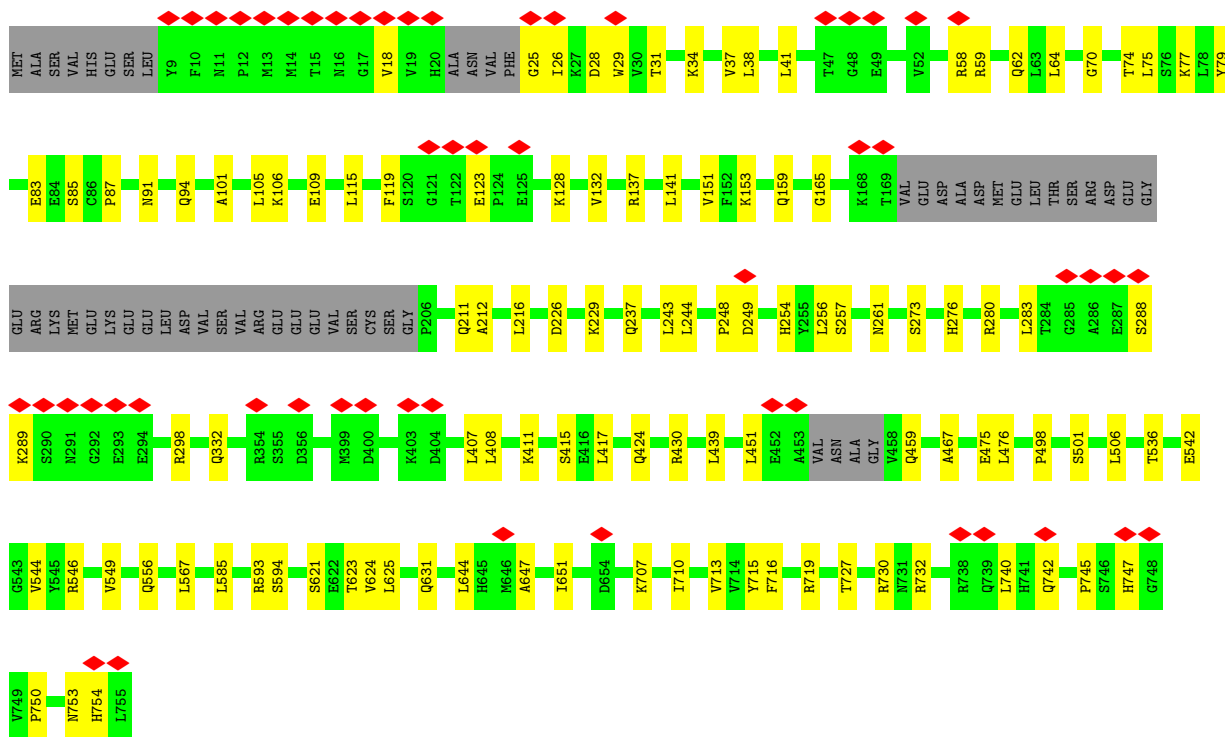 MET ALA SER VAL HIS GLU SER LEU Y9 F10 N11 P12 M13 M14 T15 N16 G17 V18 V19 H20 ALA ASN VAL PHE G25 I26 K27 D28 W29 V30 T31 K34 V37 L38 L41 T47 G48 E49 V52 R58 R59 Q62 L63 L64 G70 T74 L75 S76 K77 L78 Y79
E83 E84 S85 C86 P87 N91 Q94 A101 L105 K106 E109 L115 F119 S120 G121 T122 E123 P124 E125 K128 V132 R137 L141 V151 F152 K153 Q159 G165 K168 T169 VAL GLU ASP ALA ASP MET GLU LEU THR SER ARG ASP GLU GLY
GLU ARG LYS MET GLU LYS GLU GLU LEU ASP VAL SER VAL ARG GLU GLU GLU VAL SER CYS SER GLY P206 Q211 A212 L216 D226 K229 Q237 L243 L244 P248 D249 H254 Y255 L256 S257 N261 S273 H276 R280 L283 T284 G285 A286 E287 S288
K289 S290 N291 G292 E293 E294 R298 Q332 R354 S355 D356 M399 D400 K403 D404 L407 L408 K411 S415 E416 L417 Q424 R430 L439 L451 E452 A453 VAL ASN ALA GLY V458 Q459 A467 E475 L476 P498 S501 L506 T536 E542
G543 V544 Y545 R546 V549 Q556 L567 L585 R593 S594 S621 E622 T623 V624 L625 Q631 L644 H645 M646 A647 I651 D654 K707 I710 V713 V714 Y715 F716 R719 T727 R730 N731 R732 R738 Q739 L740 H741 Q742 P745 S746 H747 G748
V749 P750 N753 H754 L755